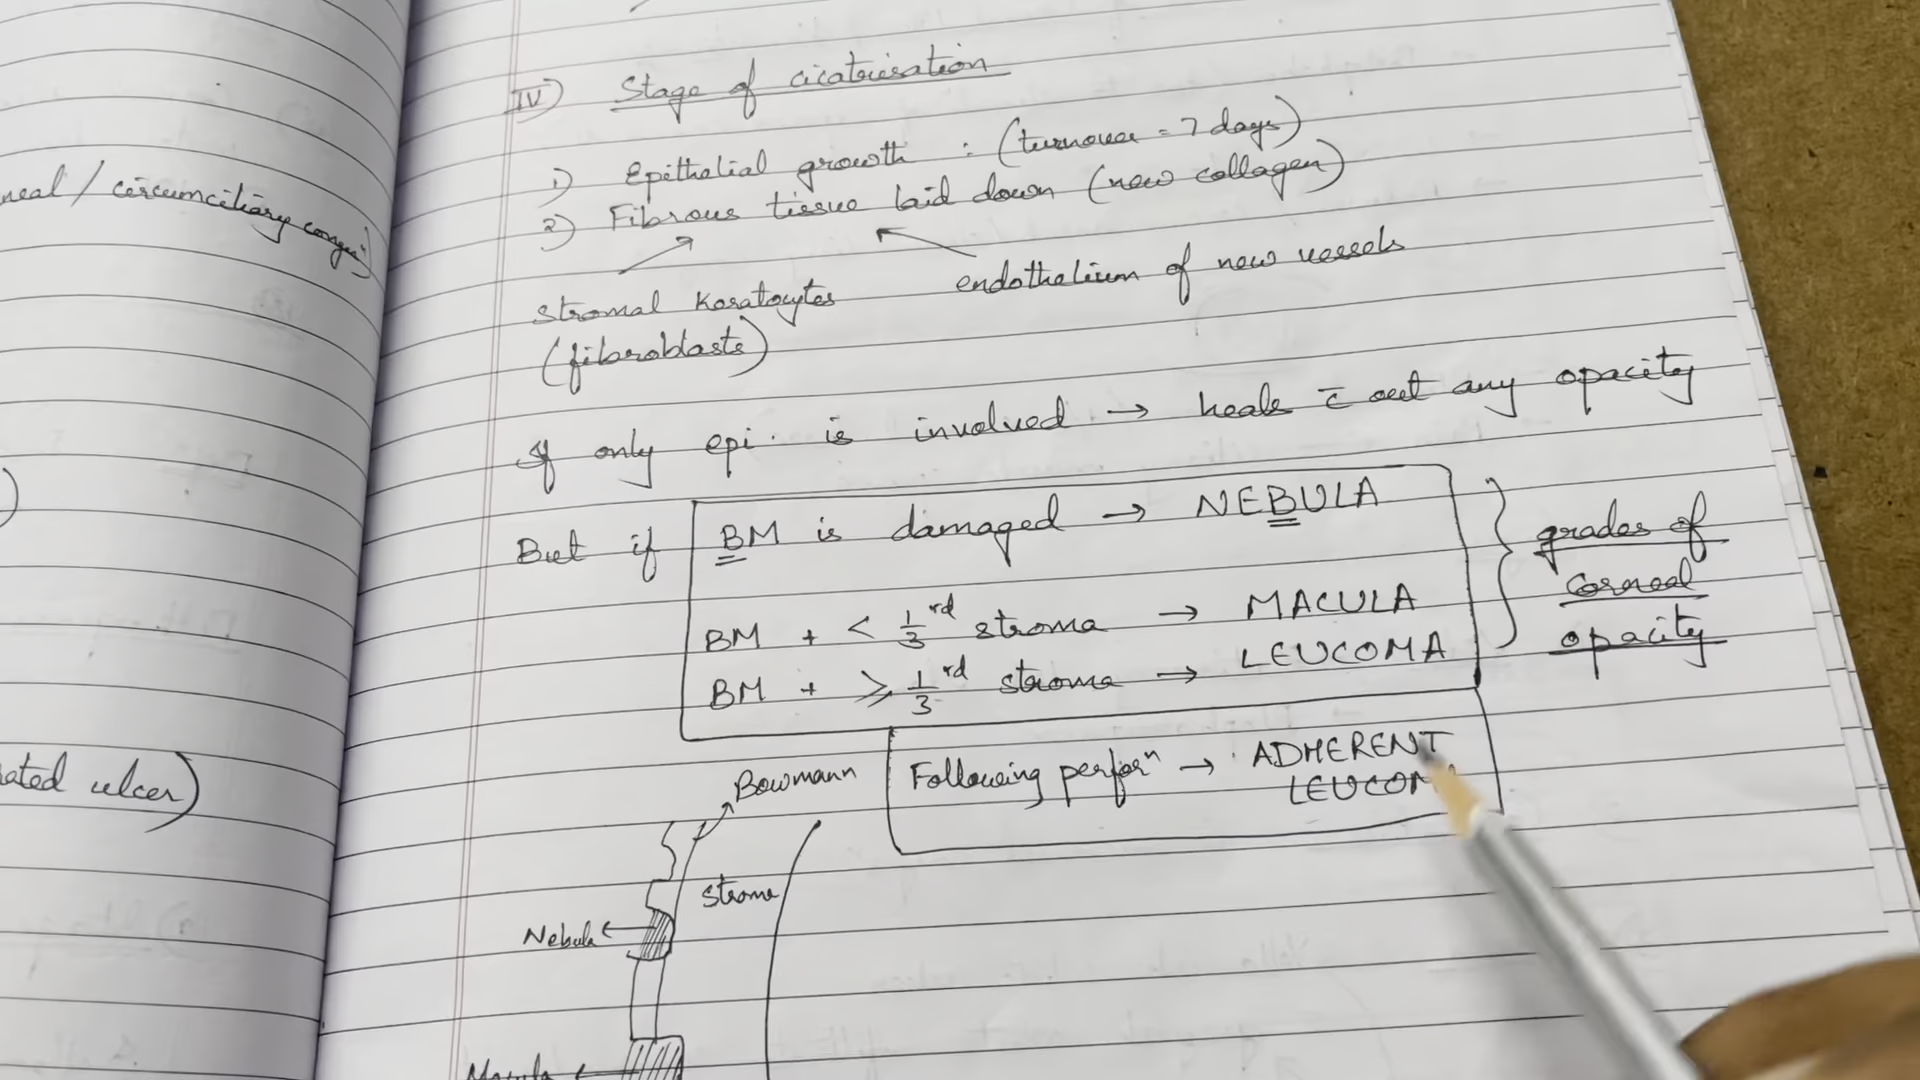 neal / circumciliary
ated ulcer)
IV) Stage of cicatrisation
1) Epithelial growth : (turnover = 7 days)
2) Fibrous tissue laid down (new collagen)
stromal keratocytes
(fibroblasts)
endothelium of new vessels
If only epi. is involved → heals c̄ out any opacity
But if BM is damaged → NEBULA
BM + < 1/3rd stroma → MACULA
BM + ⩾ 1/3rd stroma → LEUCOMA
grades of
corneal
opacity
Following perforⁿ → ADHERENT
LEUCOM
Bowmann
Stroma
Nebula
Macula